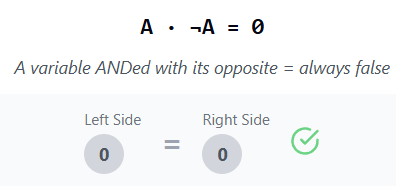 A · ¬A = 0
A variable ANDed with its opposite = always false
Left Side Right Side
0 = 0